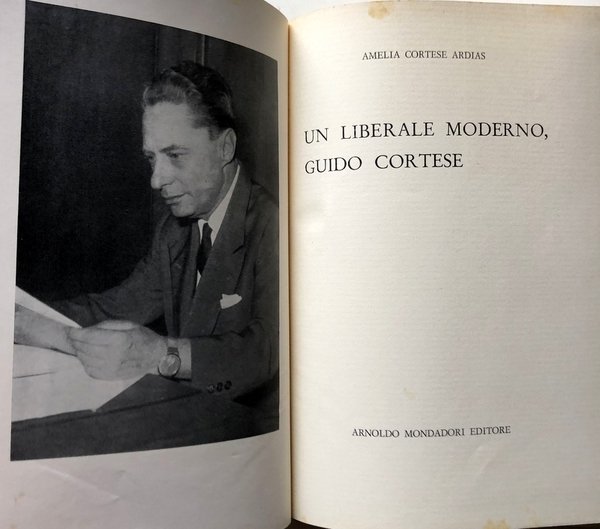 AMELIA CORTESE ARDIAS
UN LIBERALE MODERNO,
GUIDO CORTESE
ARNOLDO MONDADORI EDITORE